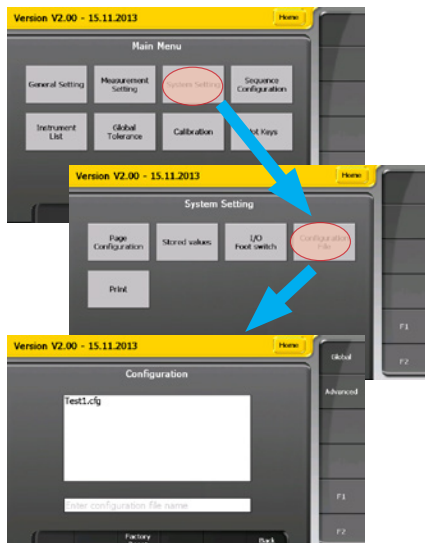 Version V2.00 - 15.11.2013 Home
Main Menu
General Setting Measurement Setting System Setting Sequence Configuration
Instrument List Global Tolerance Calibration Keys
Version V2.00 - 15.11.2013 Home
System Setting
Page Configuration Stored values I/O Foot switch Configuration File
Print
F1
F2
Version V2.00 - 15.11.2013 Home
Global
Configuration
Advanced
Test1.cfg
Enter configuration file name
F1
Factory Back
F2